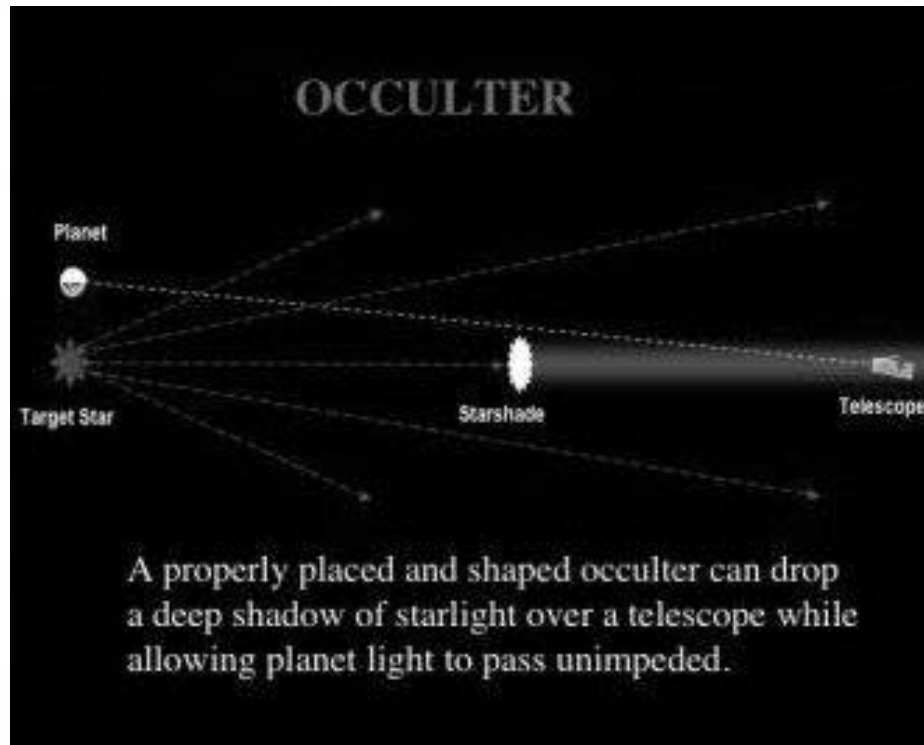 OCCULTER
Planet
Target Star
Starshade
Telescope
A properly placed and shaped occulter can drop
a deep shadow of starlight over a telescope while
allowing planet light to pass unimpeded.